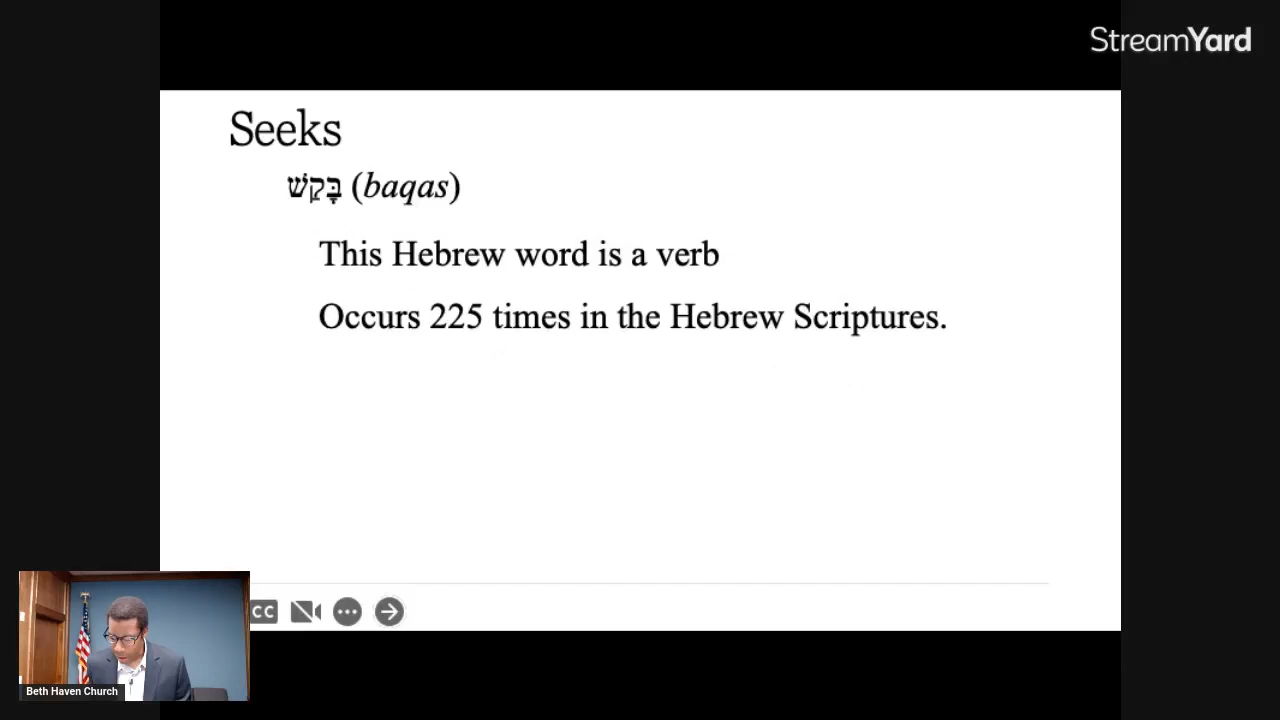 StreamYard
Seeks
בָּקַשׁ (baqas)
This Hebrew word is a verb
Occurs 225 times in the Hebrew Scriptures.
CC
Beth Haven Church